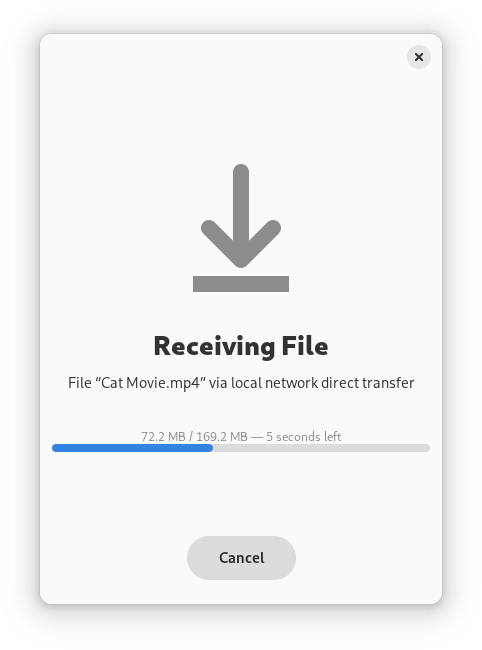 Receiving File
File “Cat Movie.mp4” via local network direct transfer
72.2 MB / 169.2 MB — 5 seconds left
Cancel